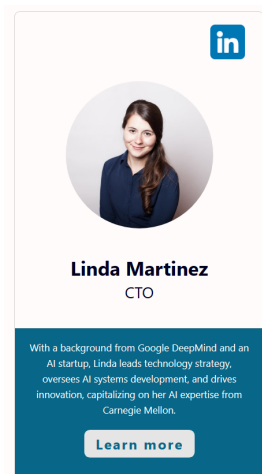 in
Linda Martinez
CTO
With a background from Google DeepMind and an
AI startup, Linda leads technology strategy,
oversees AI systems development, and drives
innovation, capitalizing on her AI expertise from
Carnegie Mellon.
Learn more